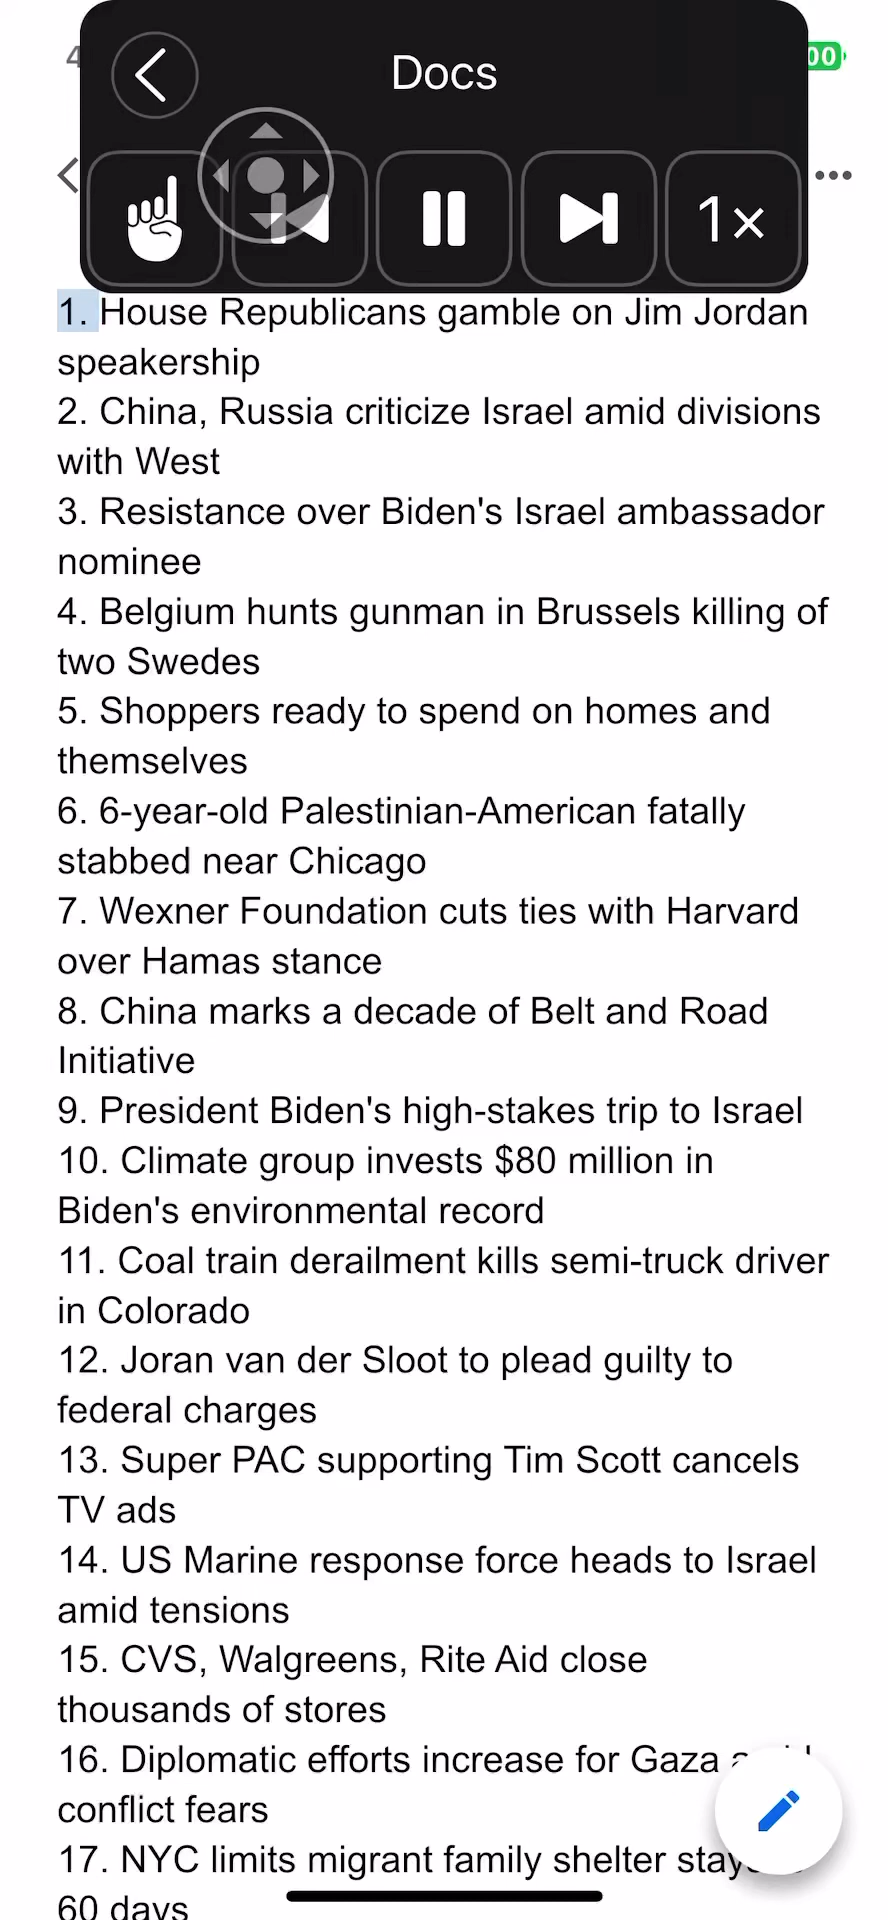 4
Docs
00
1×
1. House Republicans gamble on Jim Jordan
speakership
2. China, Russia criticize Israel amid divisions
with West
3. Resistance over Biden's Israel ambassador
nominee
4. Belgium hunts gunman in Brussels killing of
two Swedes
5. Shoppers ready to spend on homes and
themselves
6. 6-year-old Palestinian-American fatally
stabbed near Chicago
7. Wexner Foundation cuts ties with Harvard
over Hamas stance
8. China marks a decade of Belt and Road
Initiative
9. President Biden's high-stakes trip to Israel
10. Climate group invests $80 million in
Biden's environmental record
11. Coal train derailment kills semi-truck driver
in Colorado
12. Joran van der Sloot to plead guilty to
federal charges
13. Super PAC supporting Tim Scott cancels
TV ads
14. US Marine response force heads to Israel
amid tensions
15. CVS, Walgreens, Rite Aid close
thousands of stores
16. Diplomatic efforts increase for Gaza
conflict fears
17. NYC limits migrant family shelter
60 days